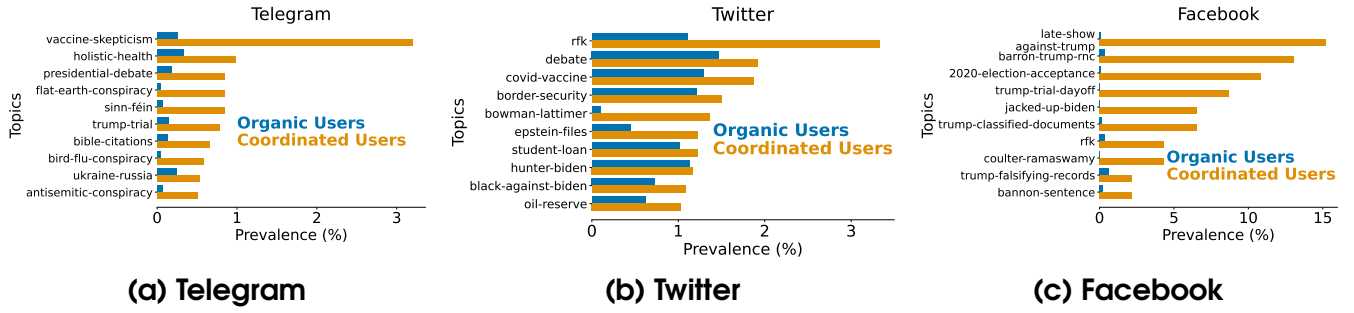 Telegram
Topics
vaccine-skepticism
holistic-health
presidential-debate
flat-earth-conspiracy
sinn-féin
trump-trial
bible-citations
bird-flu-conspiracy
ukraine-russia
antisemitic-conspiracy
Organic Users
Coordinated Users
0 1 2 3
Prevalence (%)
(a) Telegram
Twitter
Topics
rfk
debate
covid-vaccine
border-security
bowman-lattimer
epstein-files
student-loan
hunter-biden
black-against-biden
oil-reserve
Organic Users
Coordinated Users
0 1 2 3
Prevalence (%)
(b) Twitter
Facebook
Topics
late-show
against-trump
barron-trump-rnc
2020-election-acceptance
trump-trial-dayoff
jacked-up-biden
trump-classified-documents
rfk
coulter-ramaswamy
trump-falsifying-records
bannon-sentence
Organic Users
Coordinated Users
0 5 10 15
Prevalence (%)
(c) Facebook